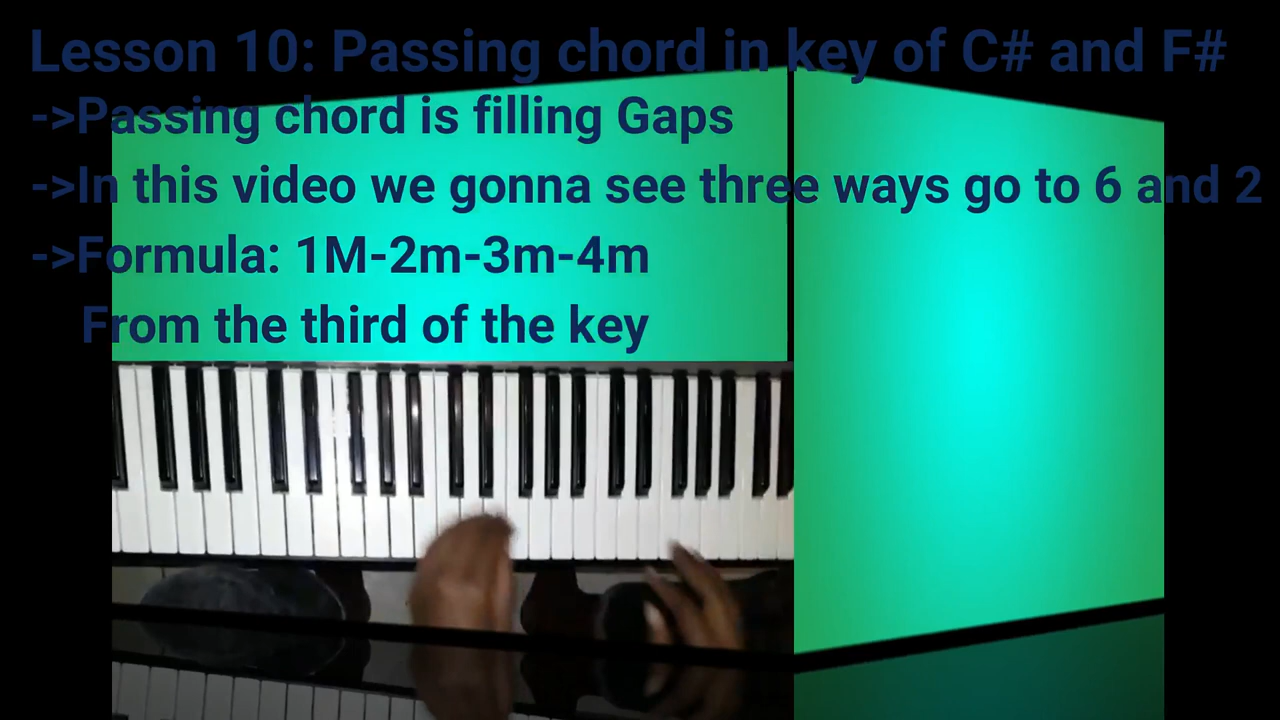 Lesson 10: Passing chord in key of C# and F#
->Passing chord is filling Gaps
->In this video we gonna see three ways go to 6 and 2
->Formula: 1M-2m-3m-4m
From the third of the key